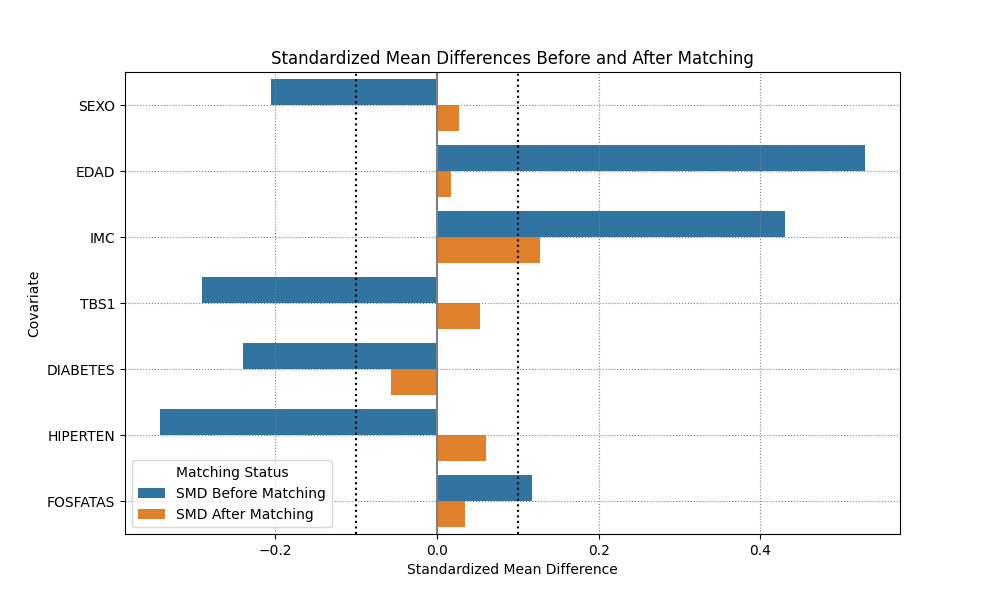 Standardized Mean Differences Before and After Matching
Covariate
SEXO
EDAD
IMC
TBS1
DIABETES
HIPERTEN
FOSFATAS
Matching Status
SMD Before Matching
SMD After Matching
−0.2 0.0 0.2 0.4
Standardized Mean Difference